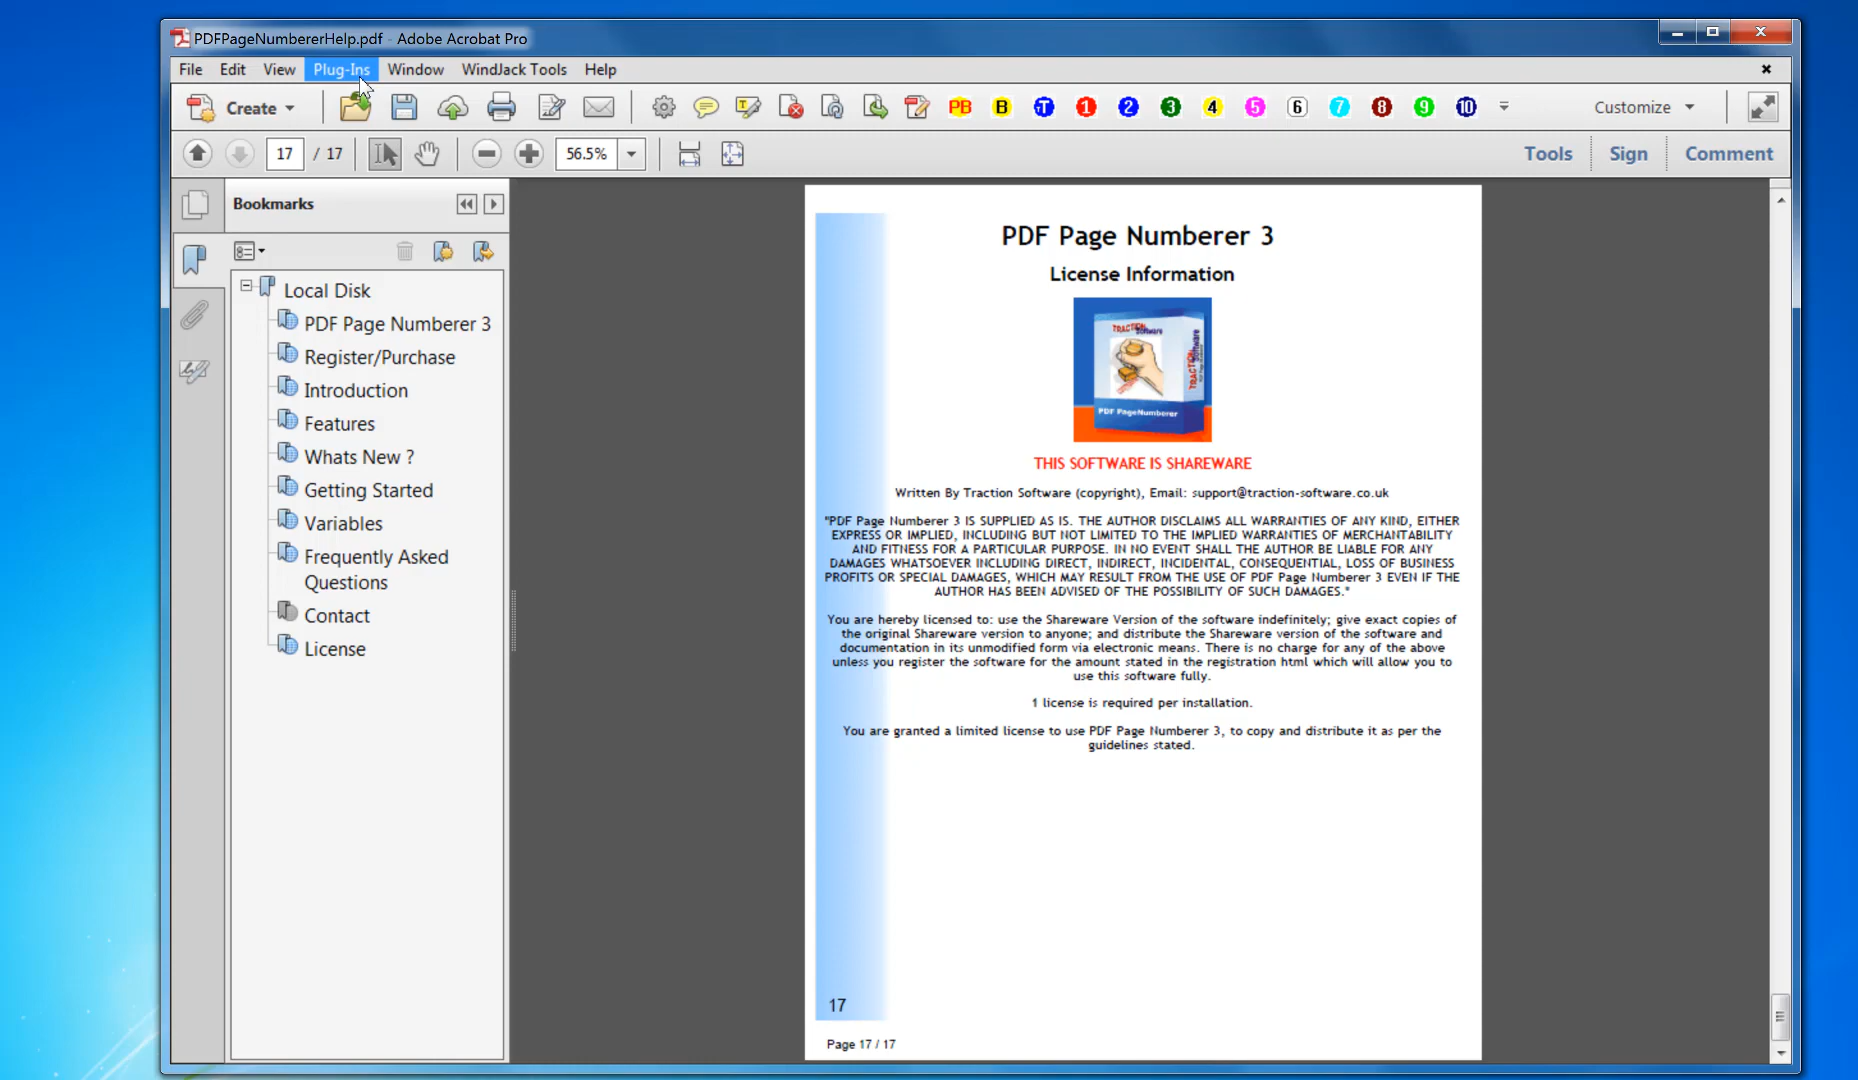 PDFPageNumbererHelp.pdf - Adobe Acrobat Pro
File Edit View Plug-Ins Window WindJack Tools Help
Create PB B T 1 2 3 4 5 6 7 8 9 10 Customize
17 / 17 56.5% Tools Sign Comment
Bookmarks
Local Disk
PDF Page Numberer 3
Register/Purchase
Introduction
Features
Whats New ?
Getting Started
Variables
Frequently Asked
Questions
Contact
License
PDF Page Numberer 3
License Information
TRACTION Software
TRACTION Software
PDF PageNumberer
THIS SOFTWARE IS SHAREWARE
Written By Traction Software (copyright), Email: support@traction-software.co.uk
"PDF Page Numberer 3 IS SUPPLIED AS IS. THE AUTHOR DISCLAIMS ALL WARRANTIES OF ANY KIND, EITHER
EXPRESS OR IMPLIED, INCLUDING BUT NOT LIMITED TO THE IMPLIED WARRANTIES OF MERCHANTABILITY
AND FITNESS FOR A PARTICULAR PURPOSE. IN NO EVENT SHALL THE AUTHOR BE LIABLE FOR ANY
DAMAGES WHATSOEVER INCLUDING DIRECT, INDIRECT, INCIDENTAL, CONSEQUENTIAL, LOSS OF BUSINESS
PROFITS OR SPECIAL DAMAGES, WHICH MAY RESULT FROM THE USE OF PDF Page Numberer 3 EVEN IF THE
AUTHOR HAS BEEN ADVISED OF THE POSSIBILITY OF SUCH DAMAGES."
You are hereby licensed to: use the Shareware Version of the software indefinitely; give exact copies of
the original Shareware version to anyone; and distribute the Shareware version of the software and
documentation in its unmodified form via electronic means. There is no charge for any of the above
unless you register the software for the amount stated in the registration html which will allow you to
use this software fully.
1 license is required per installation.
You are granted a limited license to use PDF Page Numberer 3, to copy and distribute it as per the
guidelines stated.
17
Page 17 / 17